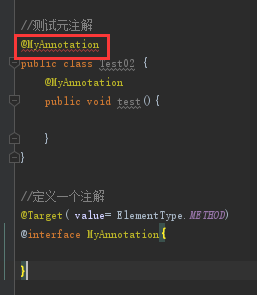 //测试元注解
@MyAnnotation
public class Test02 {
@MyAnnotation
public void test(){
}
}
//定义一个注解
@Target( value= ElementType.METHOD)
@interface MyAnnotation{
}